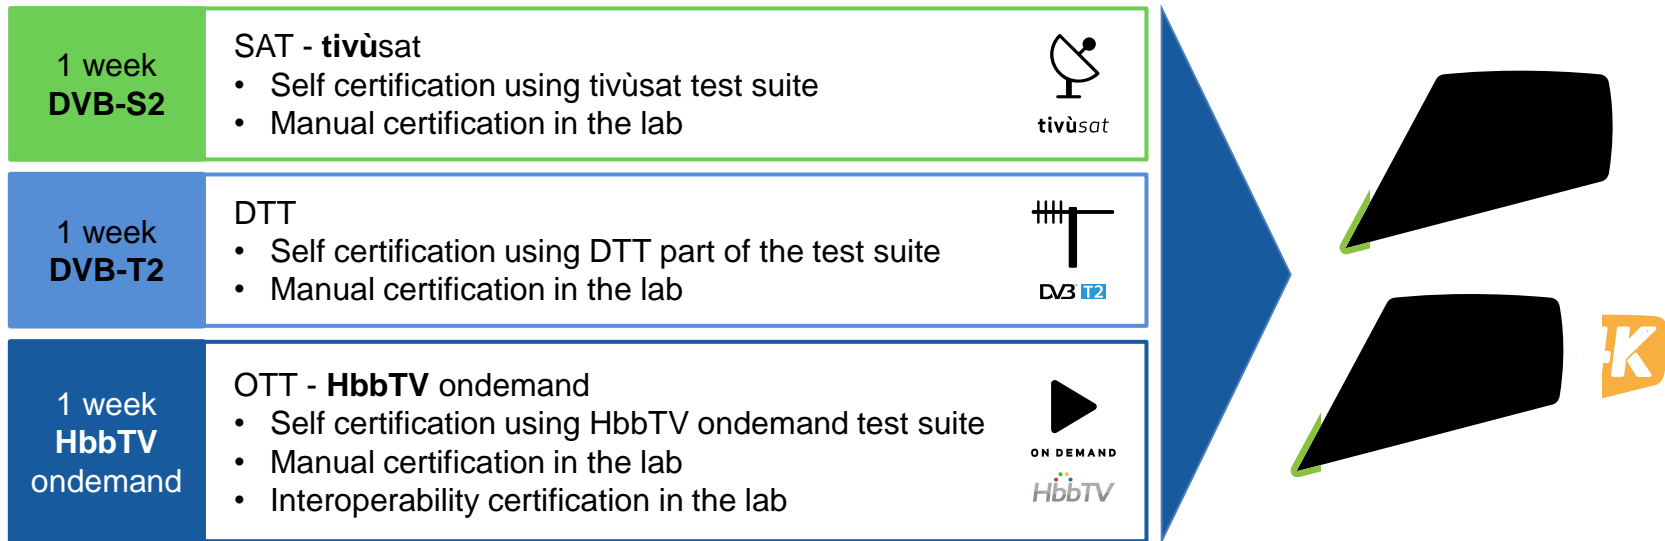 1 week
DVB-S2
SAT - tivùsat
• Self certification using tivùsat test suite
• Manual certification in the lab
tivùsat
1 week
DVB-T2
DTT
• Self certification using DTT part of the test suite
• Manual certification in the lab
DVB T2
1 week
HbbTV
ondemand
OTT - HbbTV ondemand
• Self certification using HbbTV ondemand test suite
• Manual certification in the lab
• Interoperability certification in the lab
ON DEMAND
HbbTV
K